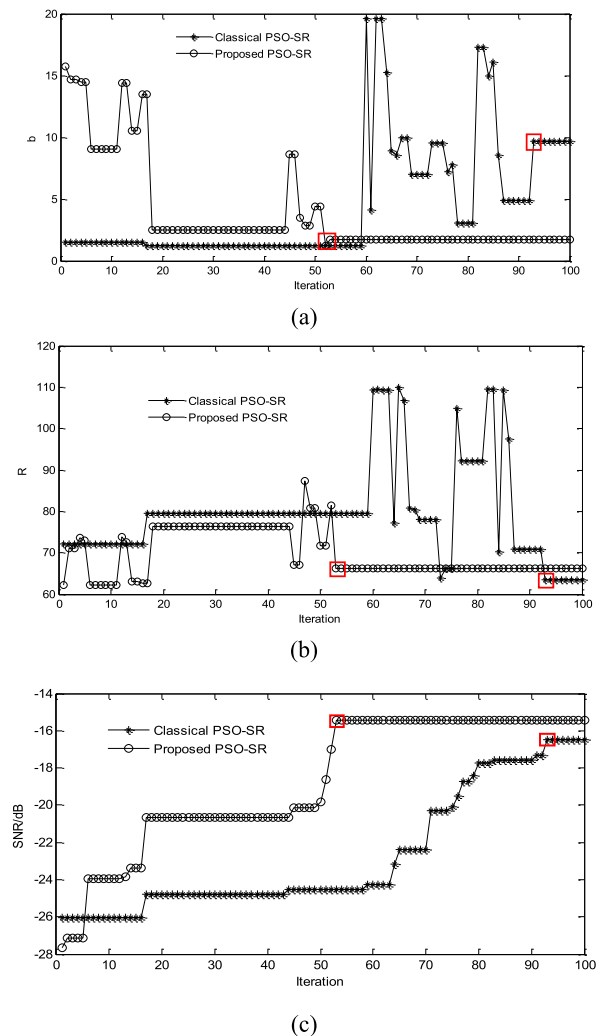 20
15
10
5
0
b
Classical PSO-SR
Proposed PSO-SR
0 10 20 30 40 50 60 70 80 90 100
Iteration
(a)
120
110
100
90
80
70
60
R
Classical PSO-SR
Proposed PSO-SR
0 10 20 30 40 50 60 70 80 90 100
Iteration
(b)
-14
-16
-18
-20
-22
-24
-26
-28
SNR/dB
Classical PSO-SR
Proposed PSO-SR
0 10 20 30 40 50 60 70 80 90 100
Iteration
(c)